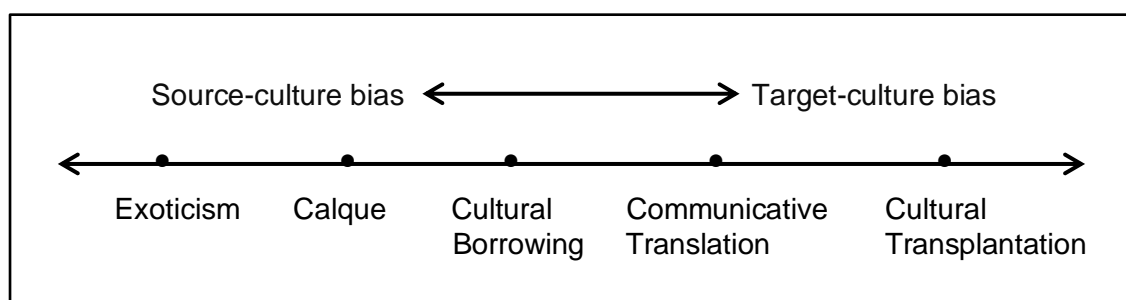 Source-culture bias Target-culture bias
Exoticism Calque Cultural Communicative Cultural
Borrowing Translation Transplantation